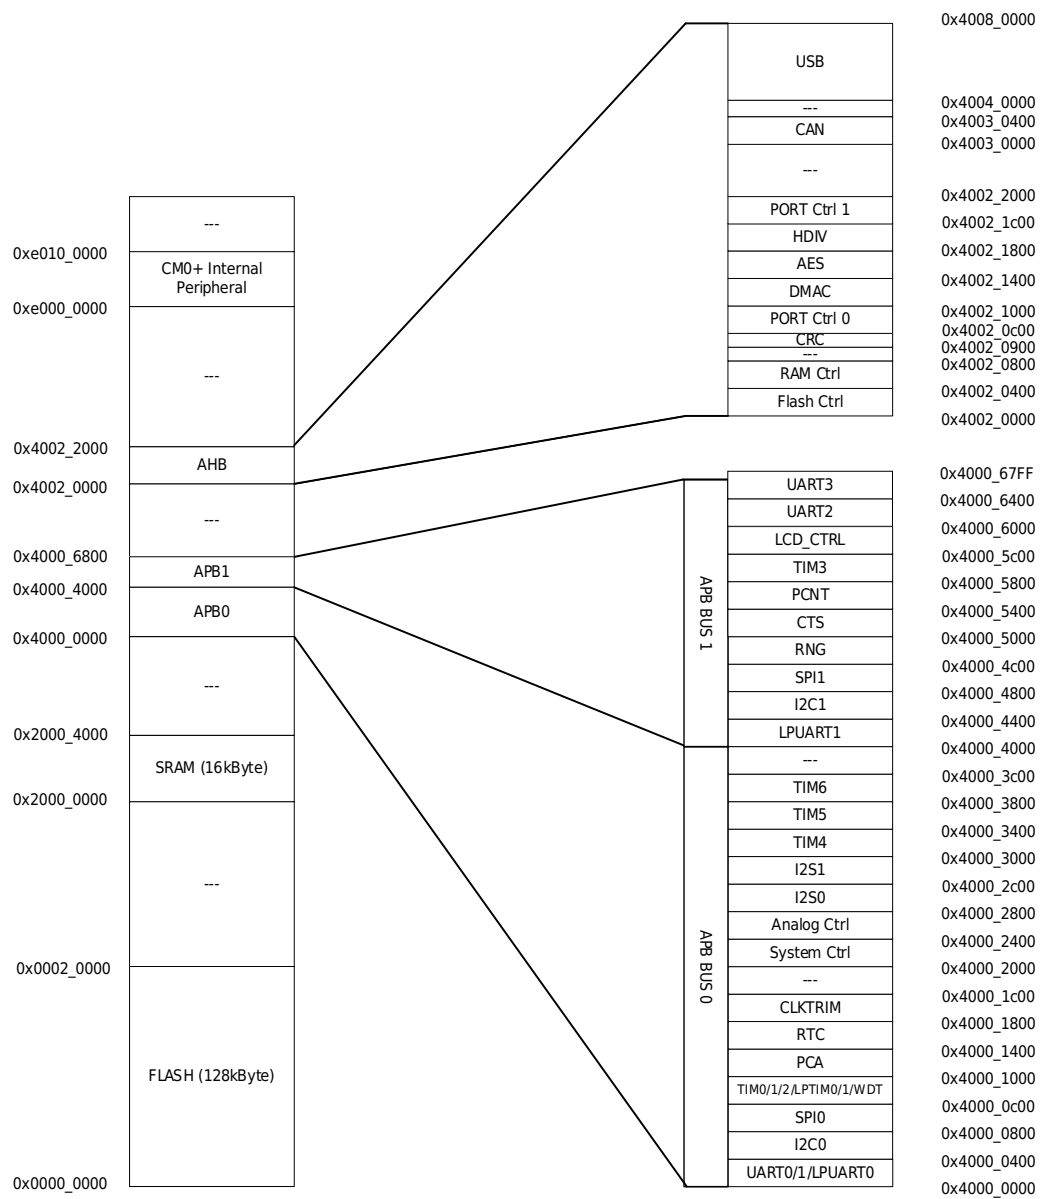 0xe010_0000
0xe000_0000
0x4002_2000
0x4002_0000
0x4000_6800
0x4000_4000
0x4000_0000
0x2000_4000
0x2000_0000
0x0002_0000
0x0000_0000
---
CM0+ Internal
Peripheral
---
AHB
---
APB1
APB0
---
SRAM (16kByte)
---
FLASH (128kByte)
USB
---
CAN
---
PORT Ctrl 1
HDIV
AES
DMAC
PORT Ctrl 0
CRC
---
RAM Ctrl
Flash Ctrl
0x4008_0000
0x4004_0000
0x4003_0400
0x4003_0000
0x4002_2000
0x4002_1c00
0x4002_1800
0x4002_1400
0x4002_1000
0x4002_0c00
0x4002_0900
0x4002_0800
0x4002_0400
0x4002_0000
APB BUS 1
APB BUS 0
UART3
UART2
LCD_CTRL
TIM3
PCNT
CTS
RNG
SPI1
I2C1
LPUART1
---
TIM6
TIM5
TIM4
I2S1
I2S0
Analog Ctrl
System Ctrl
---
CLKTRIM
RTC
PCA
TIM0/1/2/LPTIM0/1/WDT
SPI0
I2C0
UART0/1/LPUART0
0x4000_67FF
0x4000_6400
0x4000_6000
0x4000_5c00
0x4000_5800
0x4000_5400
0x4000_5000
0x4000_4c00
0x4000_4800
0x4000_4400
0x4000_4000
0x4000_3c00
0x4000_3800
0x4000_3400
0x4000_3000
0x4000_2c00
0x4000_2800
0x4000_2400
0x4000_2000
0x4000_1c00
0x4000_1800
0x4000_1400
0x4000_1000
0x4000_0c00
0x4000_0800
0x4000_0400
0x4000_0000